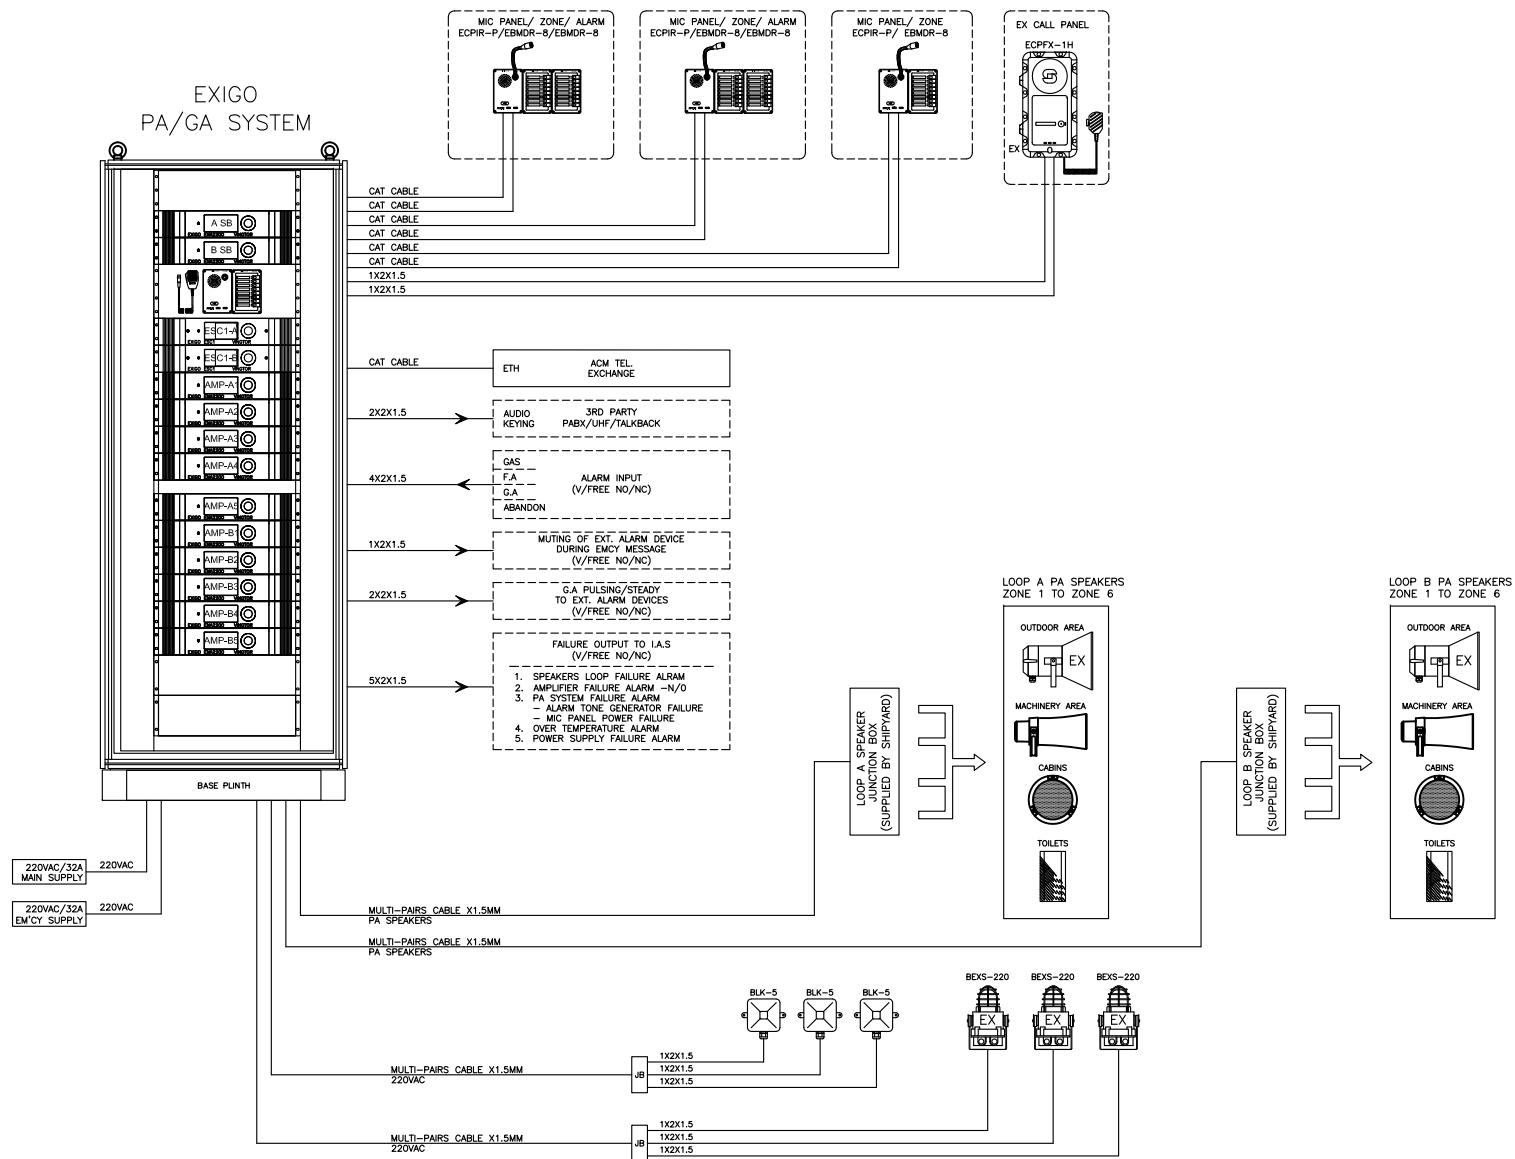 EXIGO
PA/GA SYSTEM
MIC PANEL/ ZONE/ ALARM
ECPIR-P/EBMDR-8/EBMDR-8
MIC PANEL/ ZONE/ ALARM
ECPIR-P/EBMDR-8/EBMDR-8
MIC PANEL/ ZONE
ECPIR-P/ EBMDR-8
EX CALL PANEL
ECPFX-1H
EX
CAT CABLE
CAT CABLE
CAT CABLE
CAT CABLE
CAT CABLE
CAT CABLE
1X2X1.5
1X2X1.5
A SB
B SB
ESC1-A
ESC1-B
AMP-A1
AMP-A2
AMP-A3
AMP-A4
AMP-A5
AMP-B1
AMP-B2
AMP-B3
AMP-B4
AMP-B5
BASE PLINTH
CAT CABLE
ETH
ACM TEL.
EXCHANGE
2X2X1.5
AUDIO
KEYING
3RD PARTY
PABX/UHF/TALKBACK
4X2X1.5
GAS
F.A
G.A
ABANDON
ALARM INPUT
(V/FREE NO/NC)
1X2X1.5
MUTING OF EXT. ALARM DEVICE
DURING EMCY MESSAGE
(V/FREE NO/NC)
2X2X1.5
G.A PULSING/STEADY
TO EXT. ALARM DEVICES
(V/FREE NO/NC)
5X2X1.5
FAILURE OUTPUT TO I.A.S
(V/FREE NO/NC)
1. SPEAKERS LOOP FAILURE ALRAM
2. AMPLIFIER FAILURE ALARM -N/0
3. PA SYSTEM FAILURE ALARM
- ALARM TONE GENERATOR FAILURE
- MIC PANEL POWER FAILURE
4. OVER TEMPERATURE ALARM
5. POWER SUPPLY FAILURE ALARM
LOOP A SPEAKER
JUNCTION BOX
(SUPPLIED BY SHIPYARD)
LOOP A PA SPEAKERS
ZONE 1 TO ZONE 6
OUTDOOR AREA
EX
MACHINERY AREA
CABINS
TOILETS
LOOP B SPEAKER
JUNCTION BOX
(SUPPLIED BY SHIPYARD)
LOOP B PA SPEAKERS
ZONE 1 TO ZONE 6
OUTDOOR AREA
EX
MACHINERY AREA
CABINS
TOILETS
220VAC/32A
MAIN SUPPLY
220VAC
220VAC/32A
EM'CY SUPPLY
220VAC
MULTI-PAIRS CABLE X1.5MM
PA SPEAKERS
MULTI-PAIRS CABLE X1.5MM
PA SPEAKERS
BLK-5
BLK-5
BLK-5
BEXS-220
BEXS-220
BEXS-220
EX
EX
EX
MULTI-PAIRS CABLE X1.5MM
220VAC
JB
1X2X1.5
1X2X1.5
1X2X1.5
MULTI-PAIRS CABLE X1.5MM
220VAC
JB
1X2X1.5
1X2X1.5
1X2X1.5